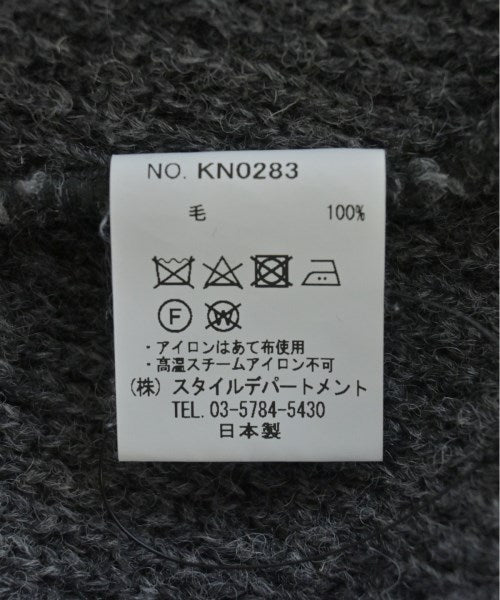 NO. KN0283
毛 100%
F W
・アイロンはあて布使用
・高温スチームアイロン不可
(株) スタイルデパートメント
TEL. 03-5784-5430
日本製